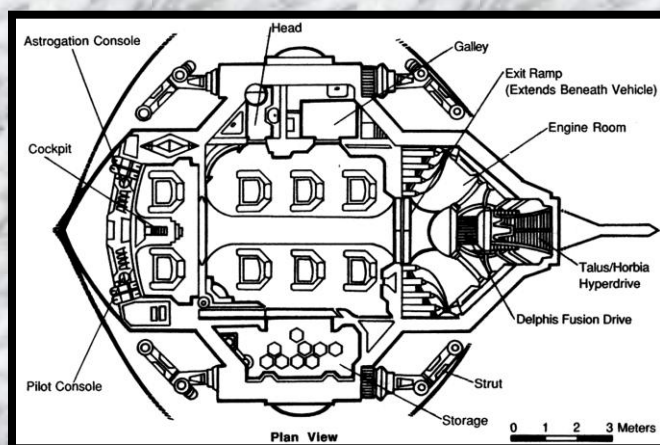 Head
Astrogation Console
Galley
Exit Ramp
(Extends Beneath Vehicle)
Engine Room
Cockpit
Talus/Horbia
Hyperdrive
Delphis Fusion Drive
Pilot Console
Strut
Storage
Plan View
0 1 2 3 Meters